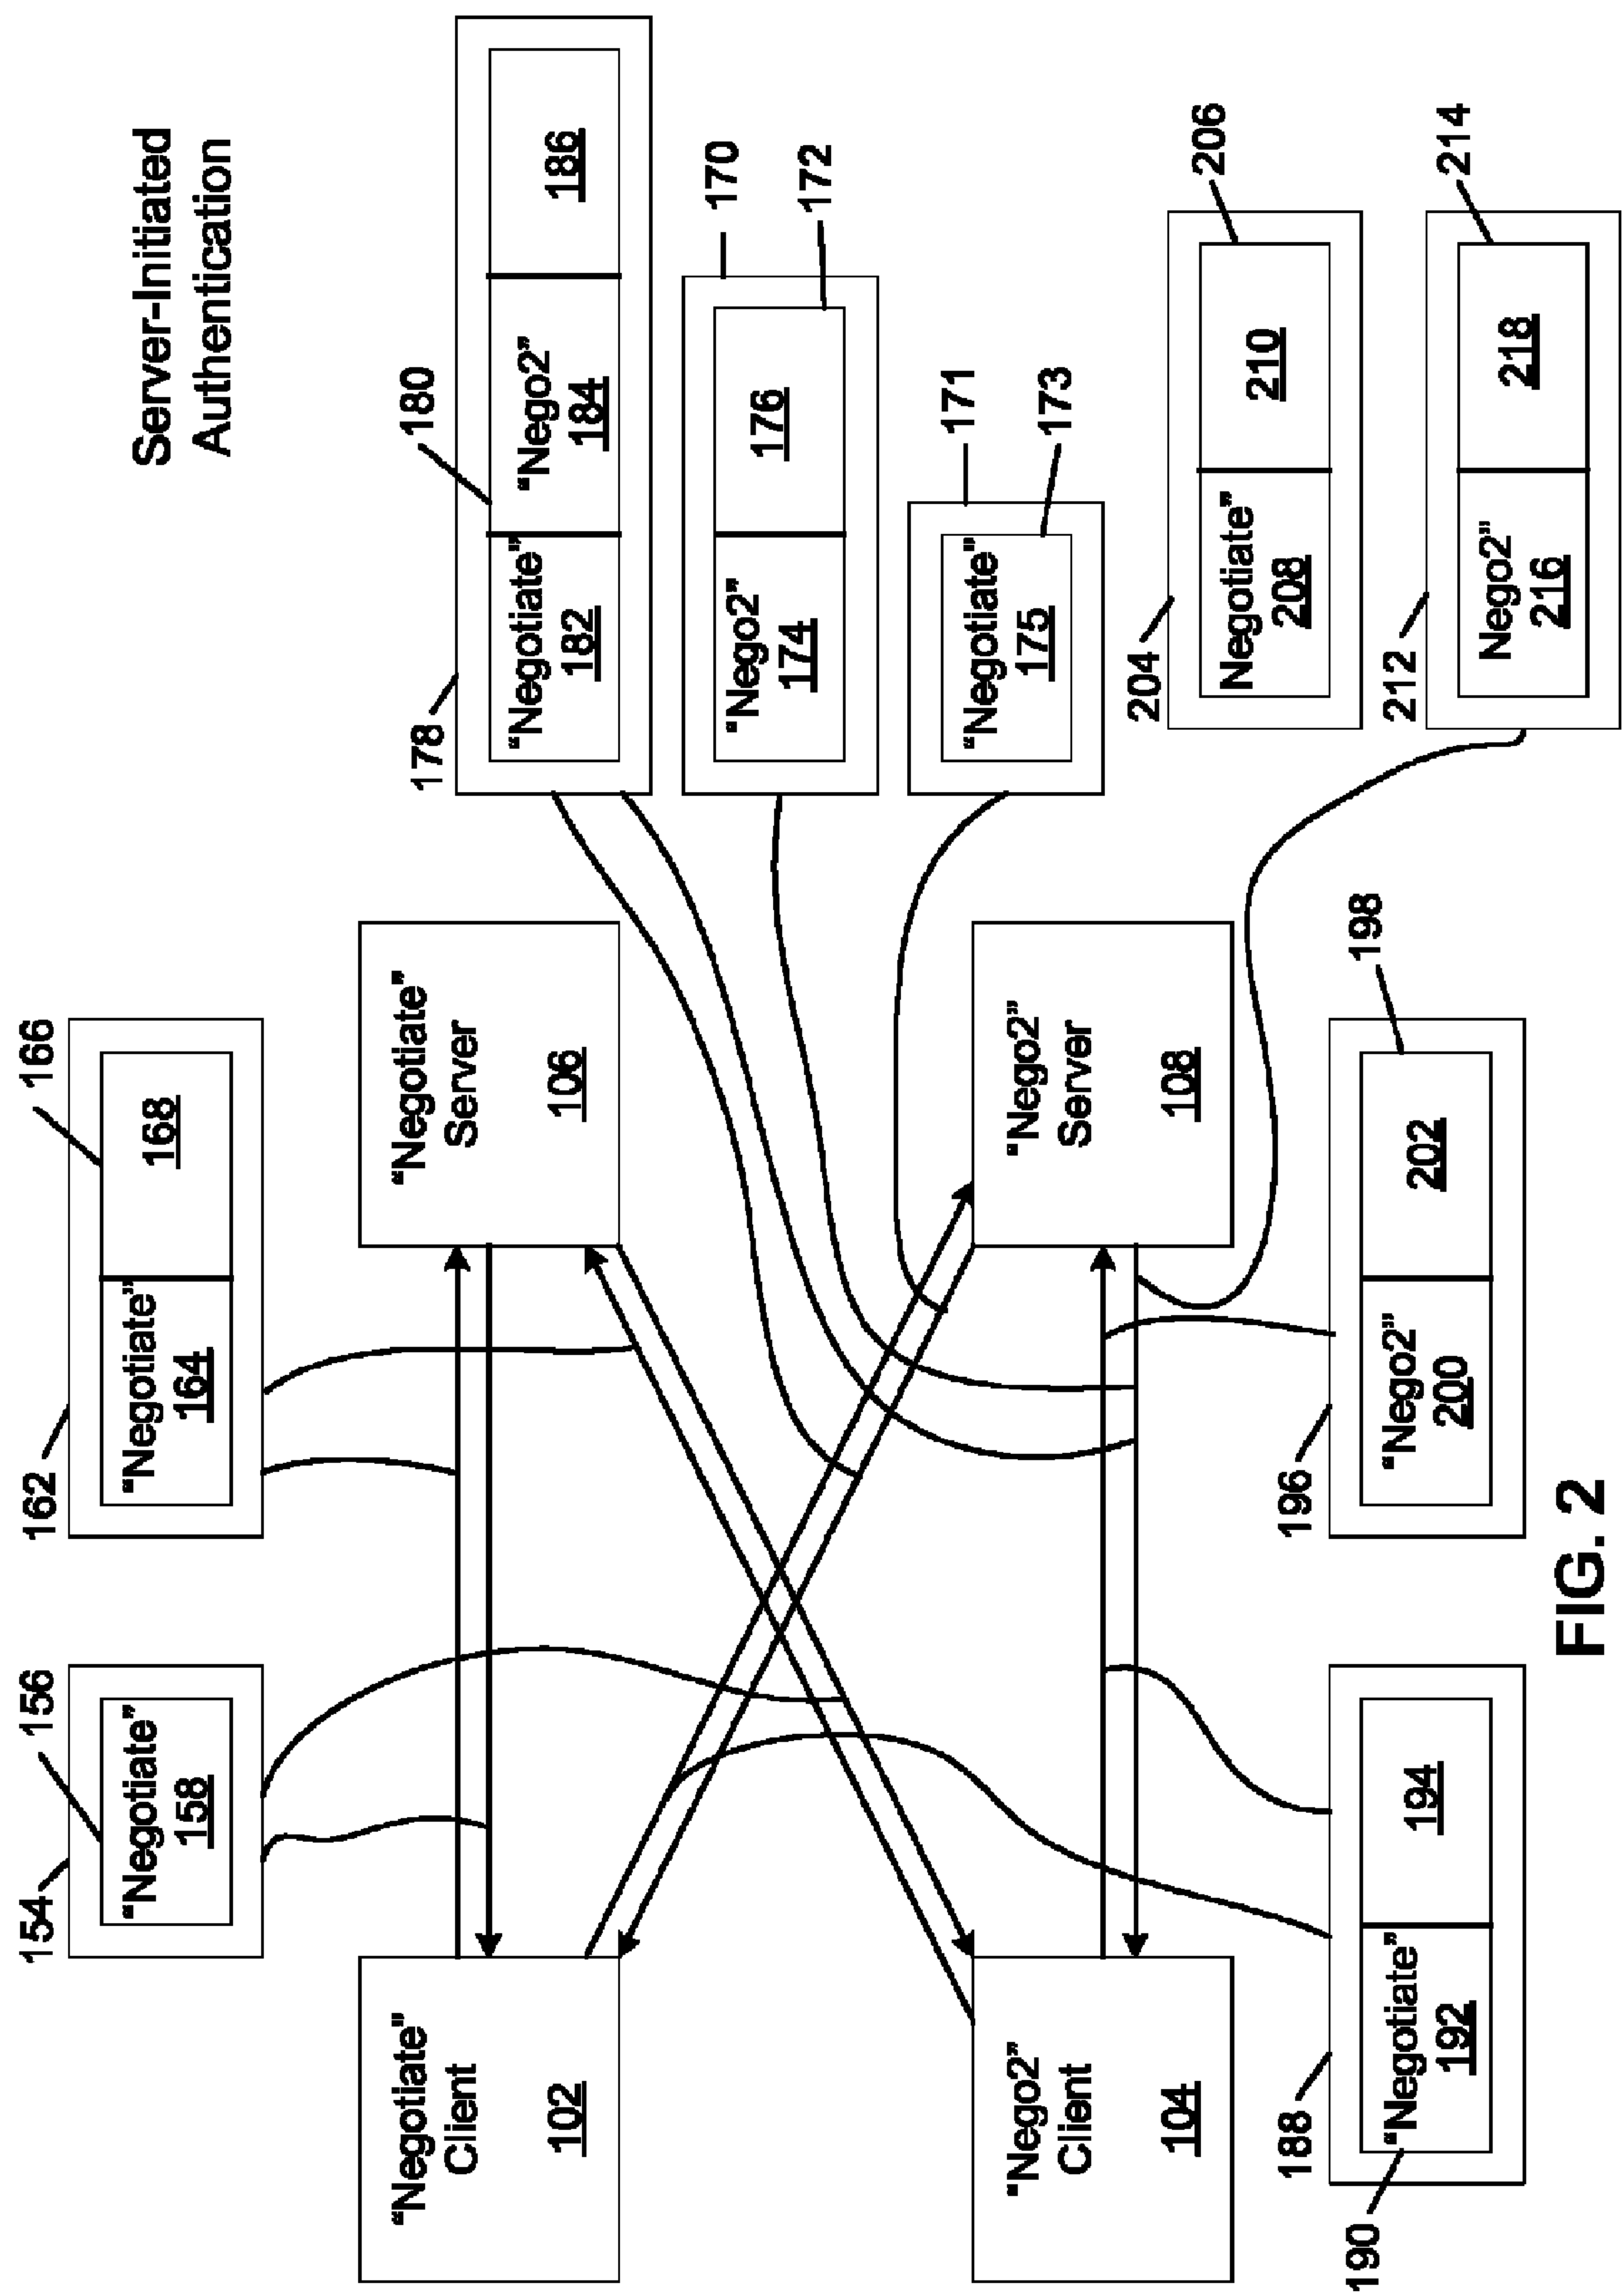 Server-Initiated
Authentication
154
156
"Negotiate"
158
162
166
"Negotiate"
164
168
"Negotiate"
Client
102
"Negotiate"
Server
106
178
180
"Negotiate"
182
"Nego2"
184
186
170
172
"Nego2"
174
176
171
173
"Negotiate"
175
"Nego2"
Client
104
"Nego2"
Server
108
204
206
Negotiate"
208
210
188
190
"Negotiate"
192
194
196
198
"Nego2"
200
202
212
214
Nego2"
216
218
FIG. 2